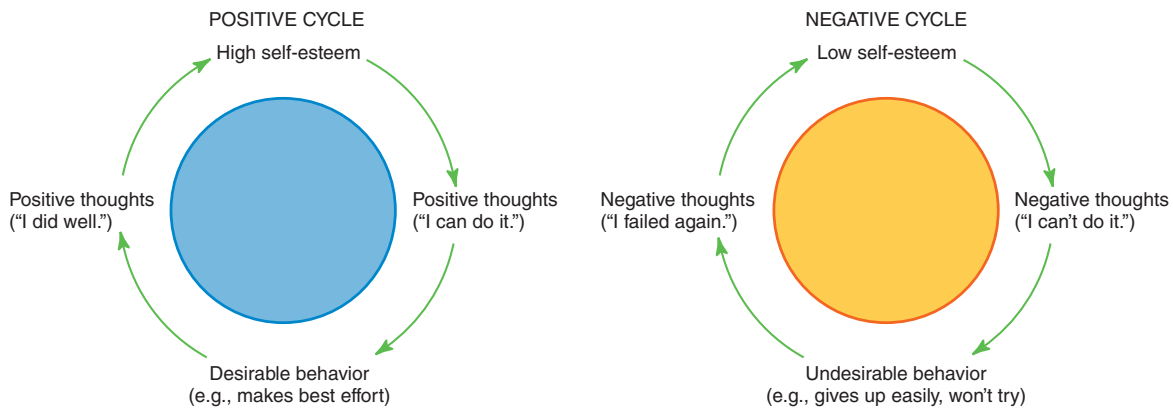 POSITIVE CYCLE
High self-esteem
Positive thoughts
(“I did well.”)
Positive thoughts
(“I can do it.”)
Desirable behavior
(e.g., makes best effort)
NEGATIVE CYCLE
Low self-esteem
Negative thoughts
(“I failed again.”)
Negative thoughts
(“I can’t do it.”)
Undesirable behavior
(e.g., gives up easily, won’t try)